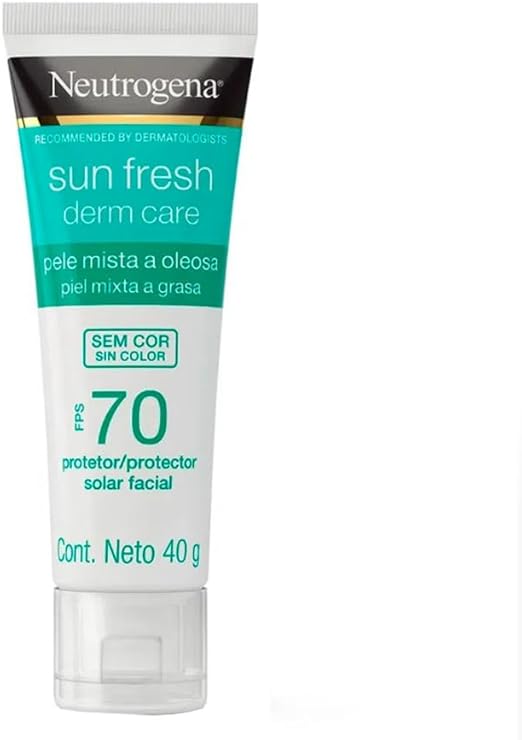 Neutrogena®
RECOMMENDED BY DERMATOLOGISTS
sun fresh
derm care
pele mista a oleosa
piel mixta a grasa
SEM COR
SIN COLOR
FPS 70
protetor/protector
solar facial
Cont. Neto 40 g